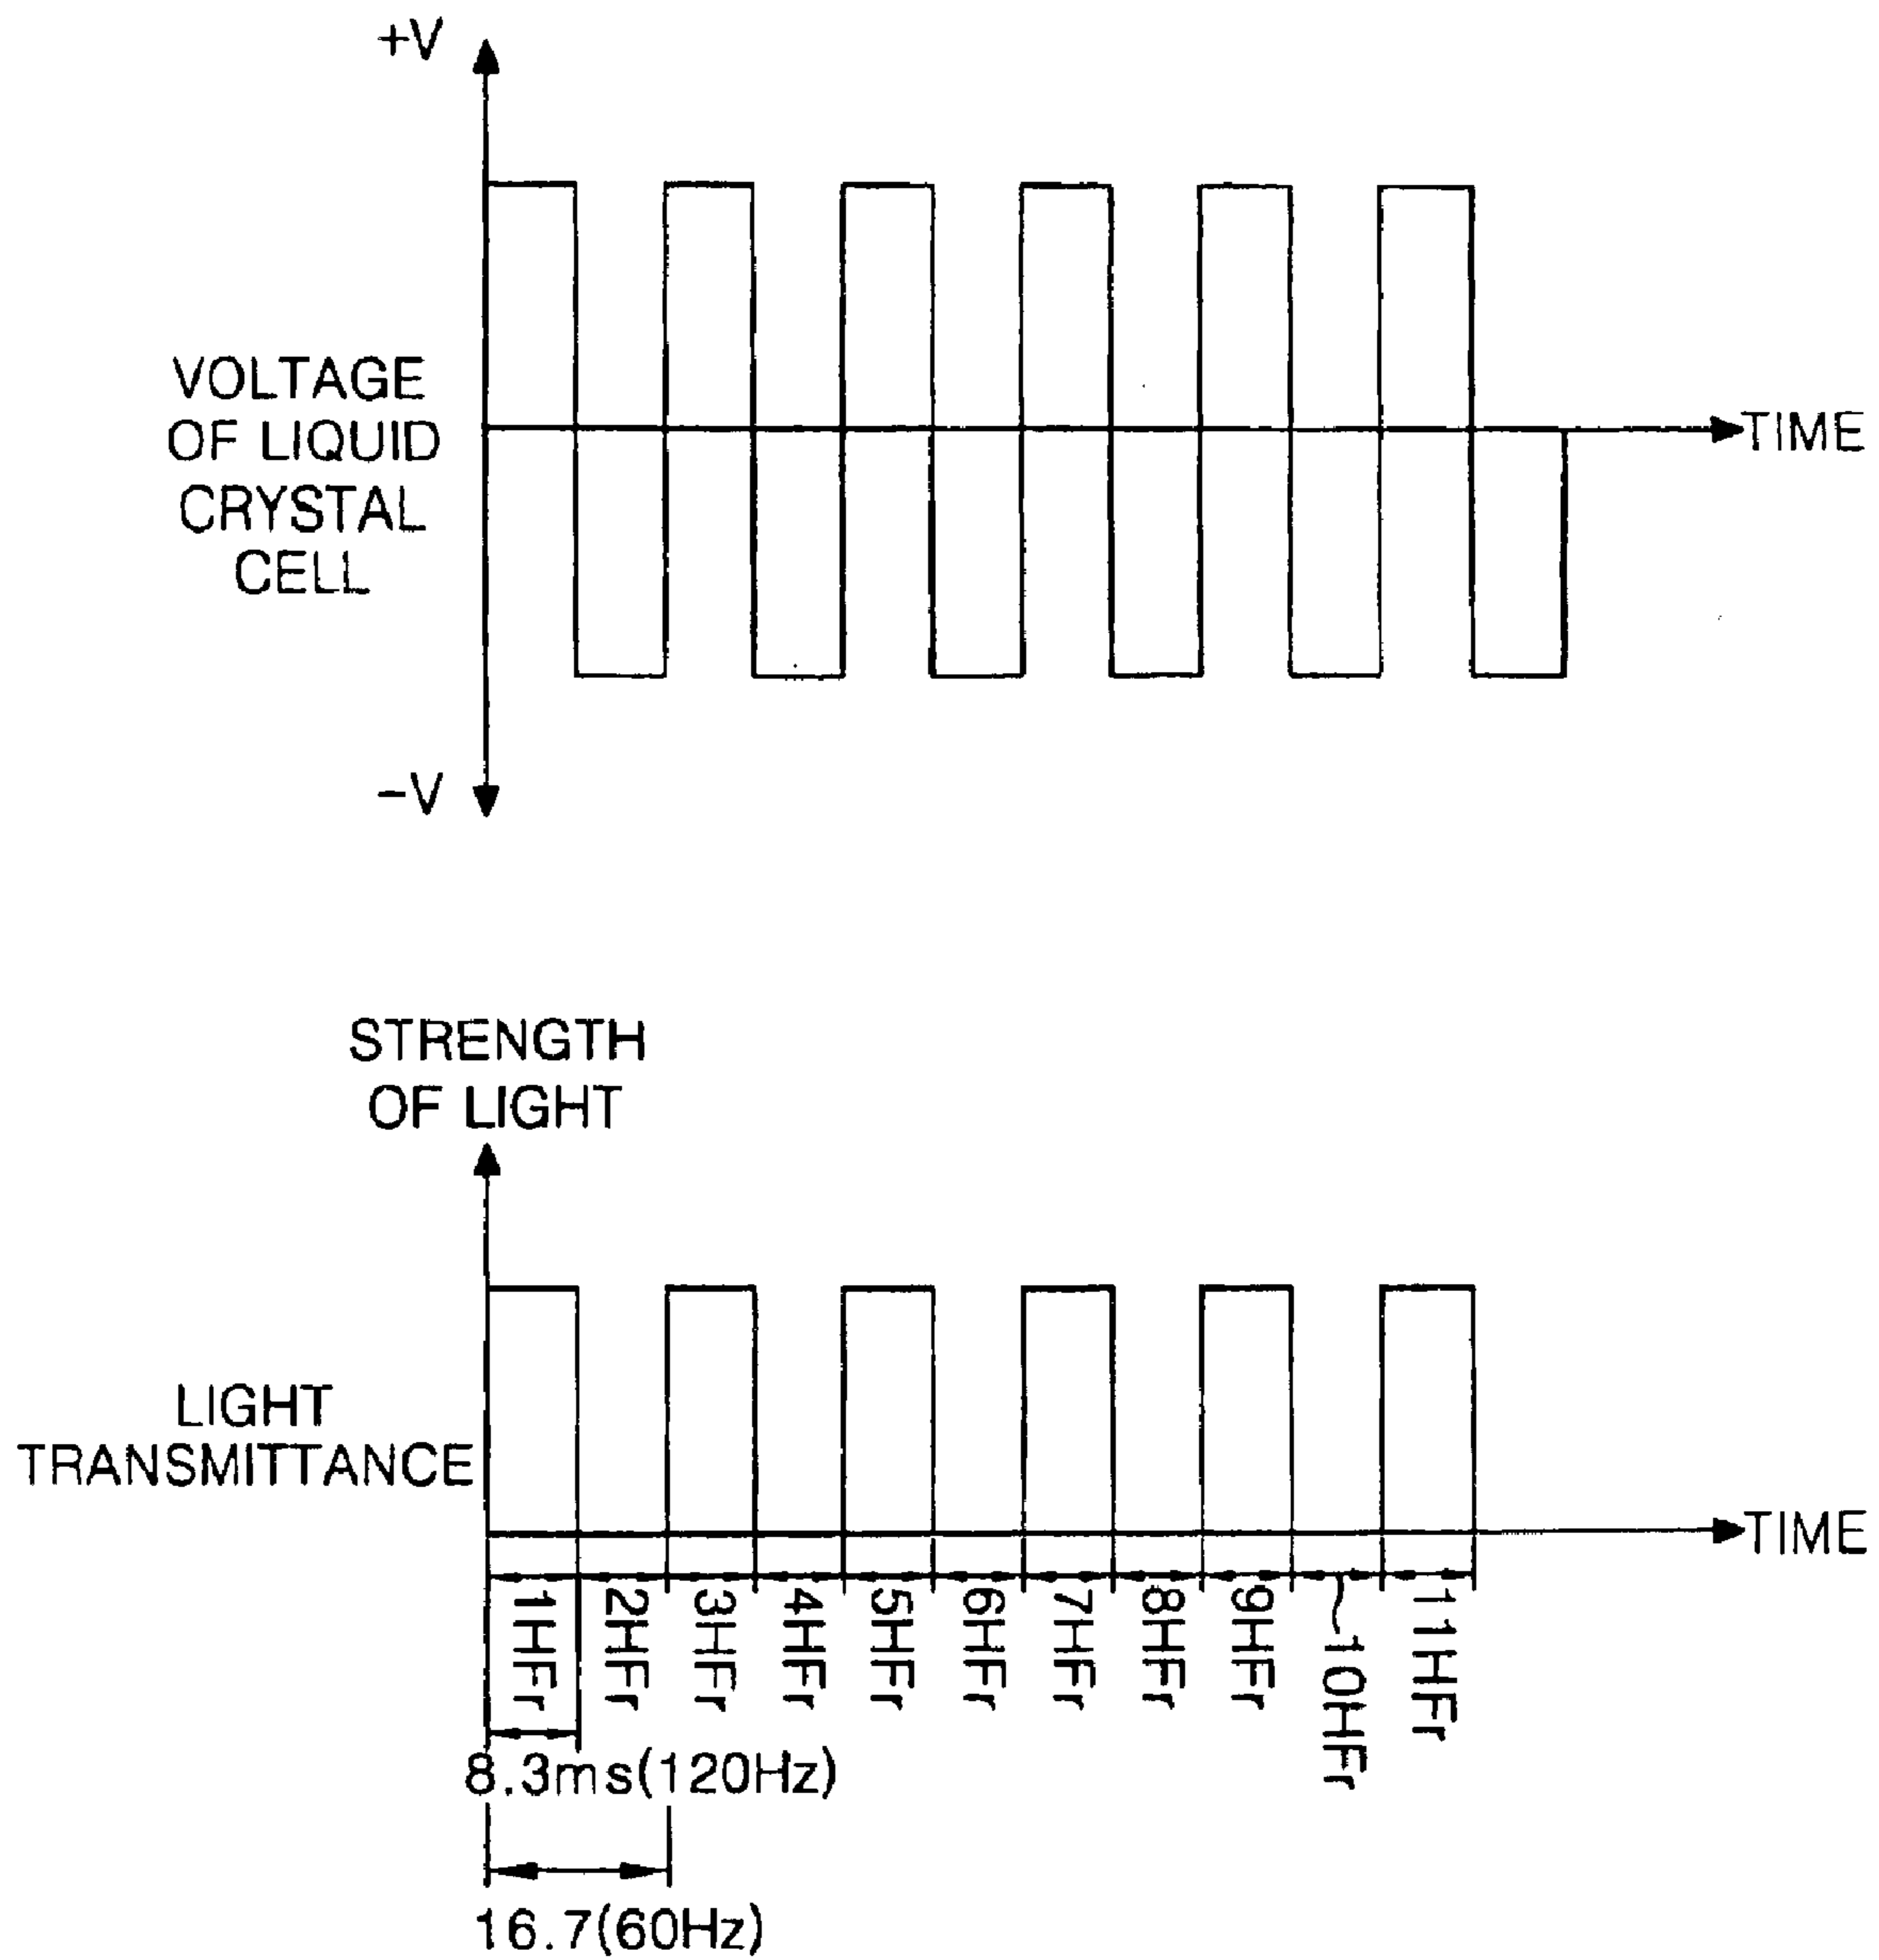 +V
VOLTAGE
OF LIQUID
CRYSTAL
CELL
TIME
-V
STRENGTH
OF LIGHT
LIGHT
TRANSMITTANCE
TIME
1HFr
2HFr
3HFr
4HFr
5HFr
6HFr
7HFr
8HFr
9HFr
10HFr
11HFr
8.3ms(120Hz)
16.7(60Hz)